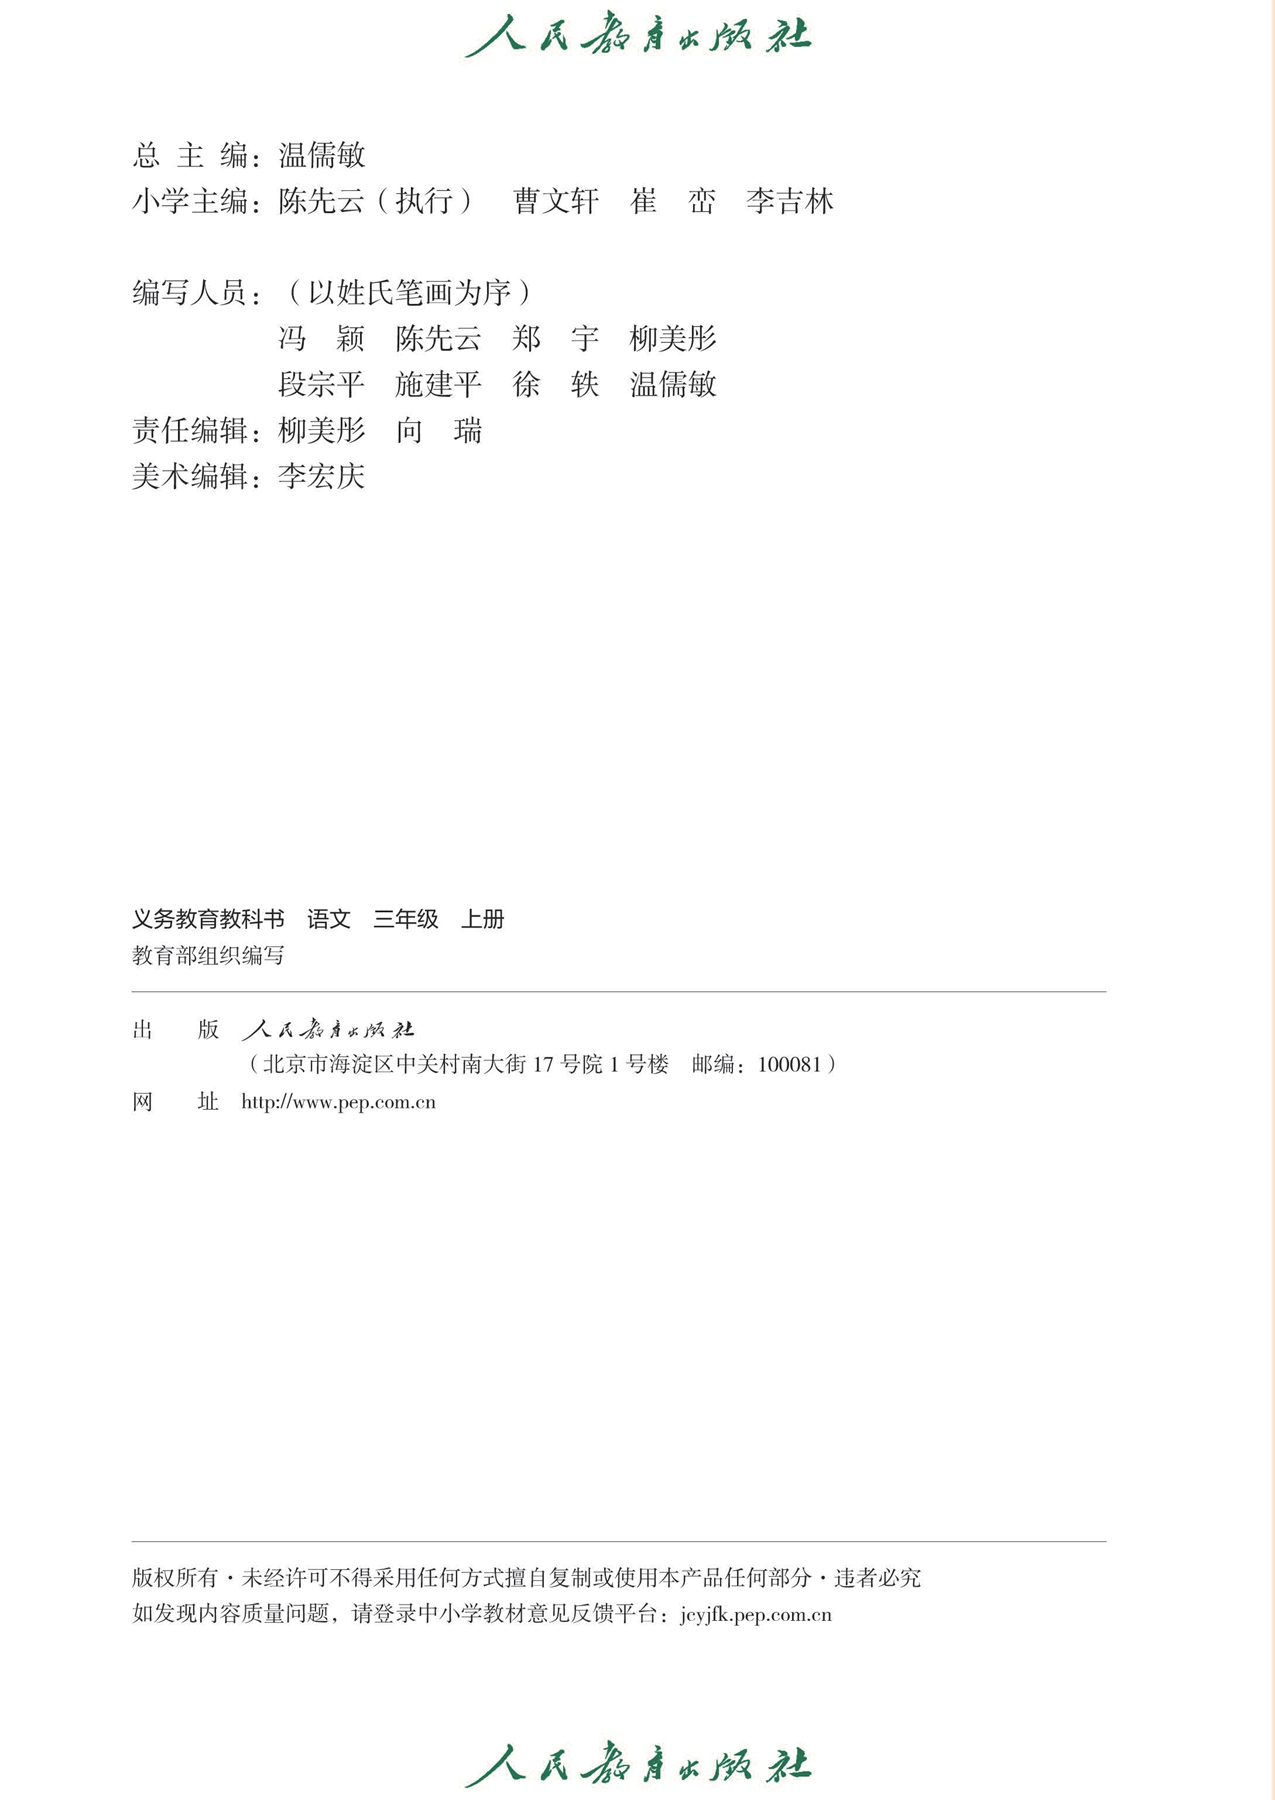 人民教育出版社
总 主 编：温儒敏
小学主编：陈先云（执行） 曹文轩 崔 峦 李吉林
编写人员：（以姓氏笔画为序）
冯 颖 陈先云 郑 宇 柳美彤
段宗平 施建平 徐 轶 温儒敏
责任编辑：柳美彤 向 瑞
美术编辑：李宏庆
义务教育教科书 语文 三年级 上册
教育部组织编写
出 版 人民教育出版社
（北京市海淀区中关村南大街 17 号院 1 号楼 邮编：100081）
网 址 http://www.pep.com.cn
版权所有·未经许可不得采用任何方式擅自复制或使用本产品任何部分·违者必究
如发现内容质量问题，请登录中小学教材意见反馈平台：jcyjfk.pep.com.cn
人民教育出版社